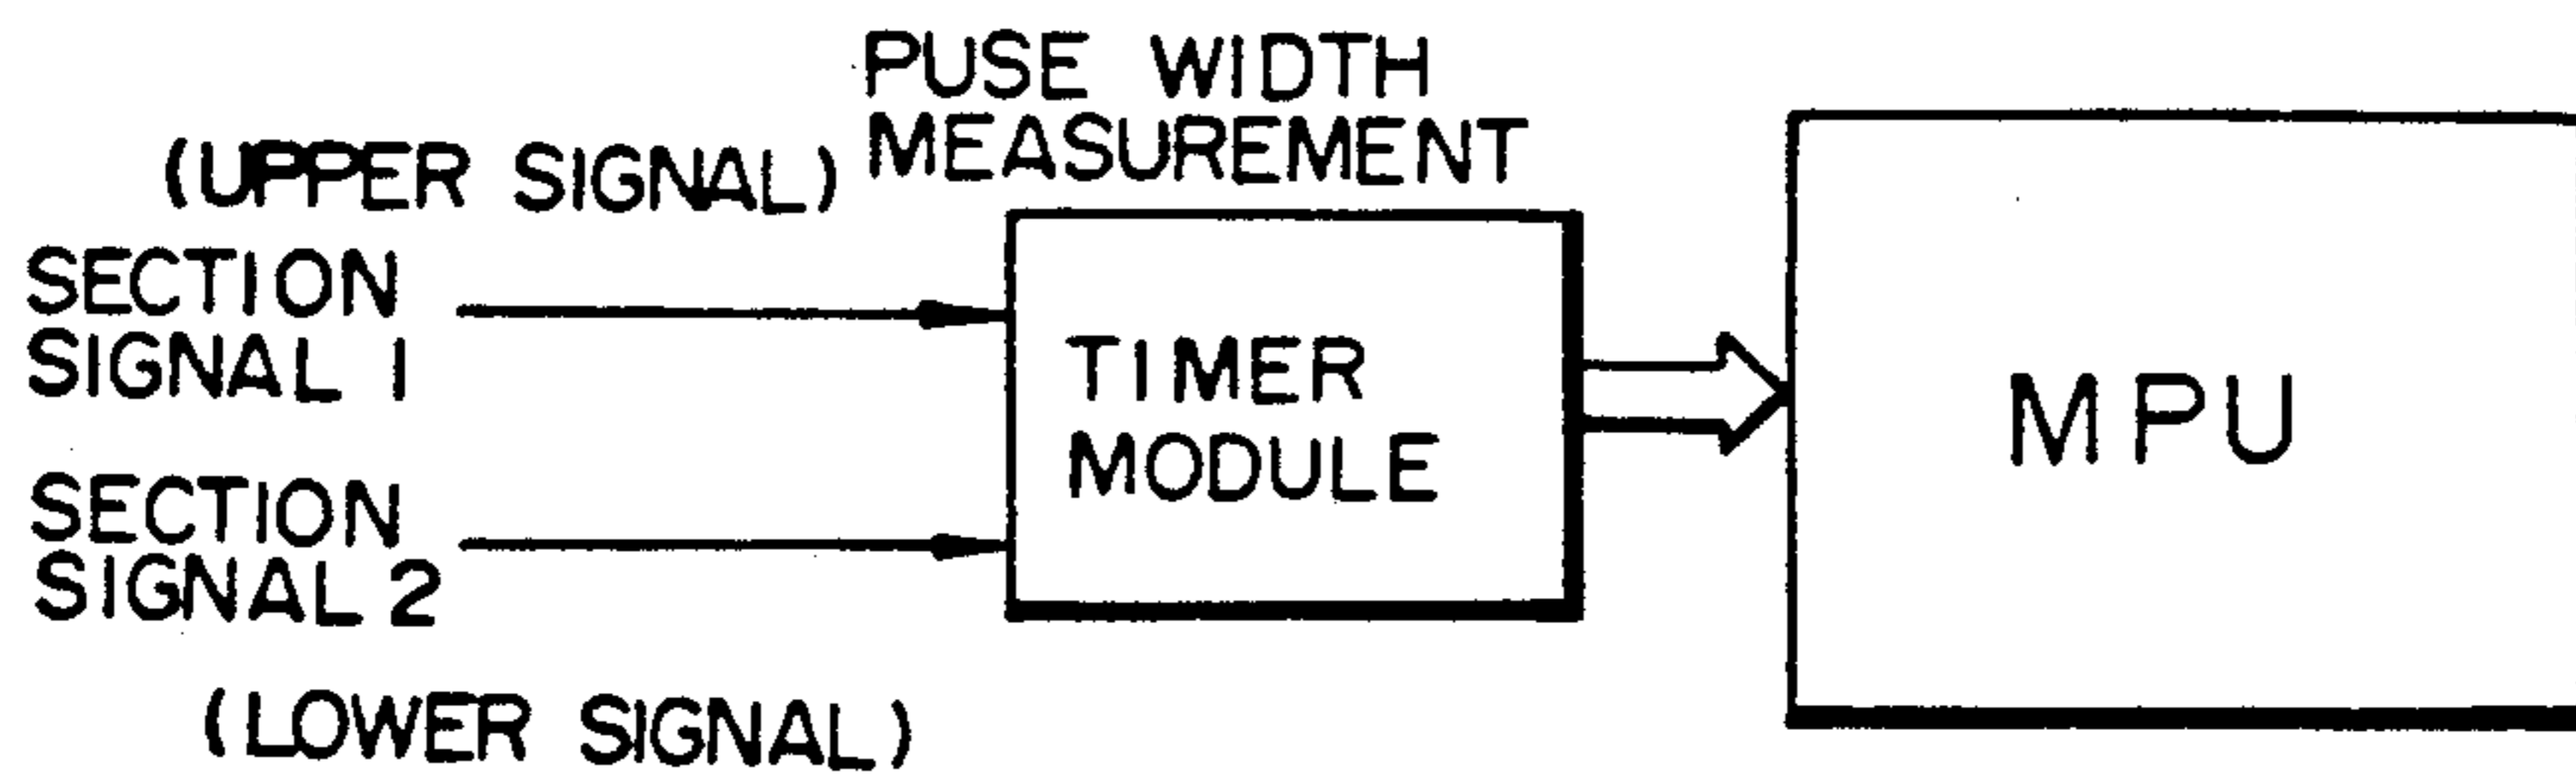 PUSE WIDTH
MEASUREMENT
(UPPER SIGNAL)
SECTION
SIGNAL 1
TIMER
MODULE
MPU
SECTION
SIGNAL 2
(LOWER SIGNAL)